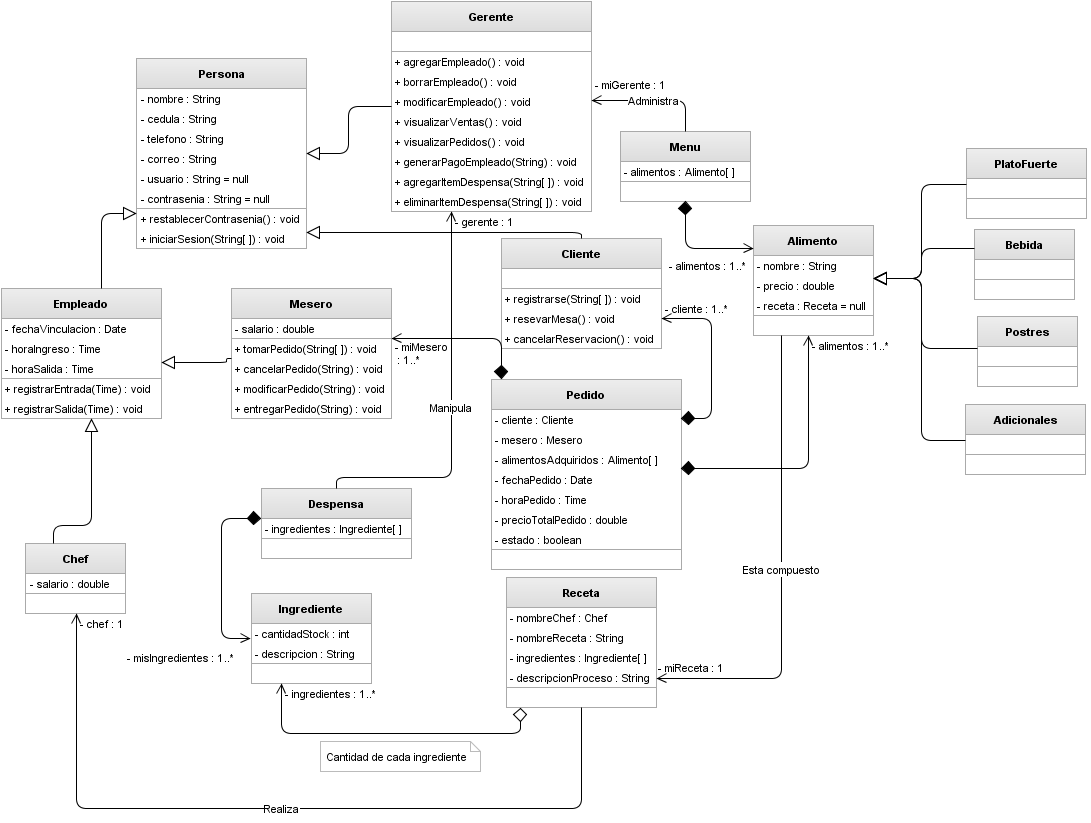 Gerente
+ agregarEmpleado() : void
+ borrarEmpleado() : void
+ modificarEmpleado() : void
+ visualizarVentas() : void
+ visualizarPedidos() : void
+ generarPagoEmpleado(String) : void
+ agregarItemDespensa(String[ ]) : void
+ eliminarItemDespensa(String[ ]) : void
Persona
- nombre : String
- cedula : String
- telefono : String
- correo : String
- usuario : String = null
- contrasenia : String = null
+ restablecerContrasenia() : void
+ iniciarSesion(String[ ]) : void
- miGerente : 1
Administra
Menu
- alimentos : Alimento[ ]
PlatoFuerte
- gerente : 1
Cliente
+ registrarse(String[ ]) : void
+ resevarMesa() : void
+ cancelarReservacion() : void
- alimentos : 1..*
Alimento
- nombre : String
- precio : double
- receta : Receta = null
Bebida
Empleado
- fechaVinculacion : Date
- horaIngreso : Time
- horaSalida : Time
+ registrarEntrada(Time) : void
+ registrarSalida(Time) : void
Mesero
- salario : double
+ tomarPedido(String[ ]) : void
+ cancelarPedido(String) : void
+ modificarPedido(String) : void
+ entregarPedido(String) : void
- miMesero
: 1..*
- cliente : 1..*
- alimentos : 1..*
Postres
Manipula
Pedido
- cliente : Cliente
- mesero : Mesero
- alimentosAdquiridos : Alimento[ ]
- fechaPedido : Date
- horaPedido : Time
- precioTotalPedido : double
- estado : boolean
Adicionales
Despensa
- ingredientes : Ingrediente[ ]
Chef
- salario : double
- chef : 1
Ingrediente
- cantidadStock : int
- descripcion : String
- misIngredientes : 1..*
- ingredientes : 1..*
Esta compuesto
Receta
- nombreChef : Chef
- nombreReceta : String
- ingredientes : Ingrediente[ ]
- descripcionProceso : String
- miReceta : 1
Cantidad de cada ingrediente
Realiza